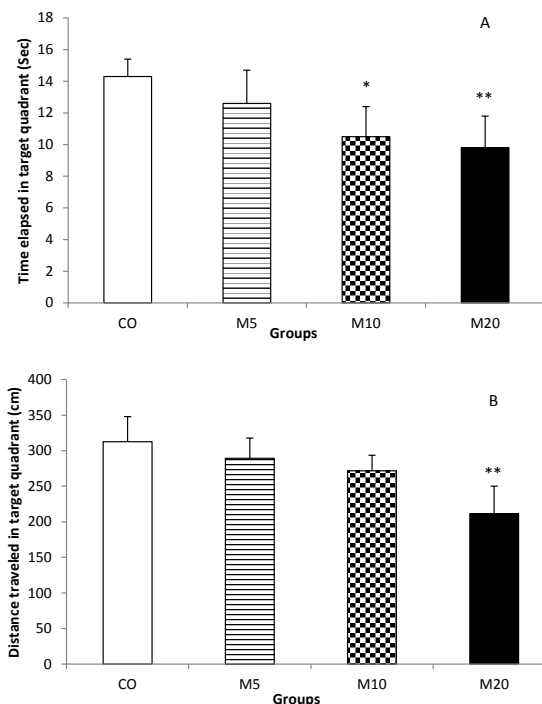 A
Time elapsed in target quadrant (Sec)
18
16
14
12
10
8
6
4
2
0
*
**
CO M5 M10 M20
Groups
B
Distance traveled in target quadrant (cm)
400
350
300
250
200
150
100
50
0
**
CO M5 M10 M20
Groups